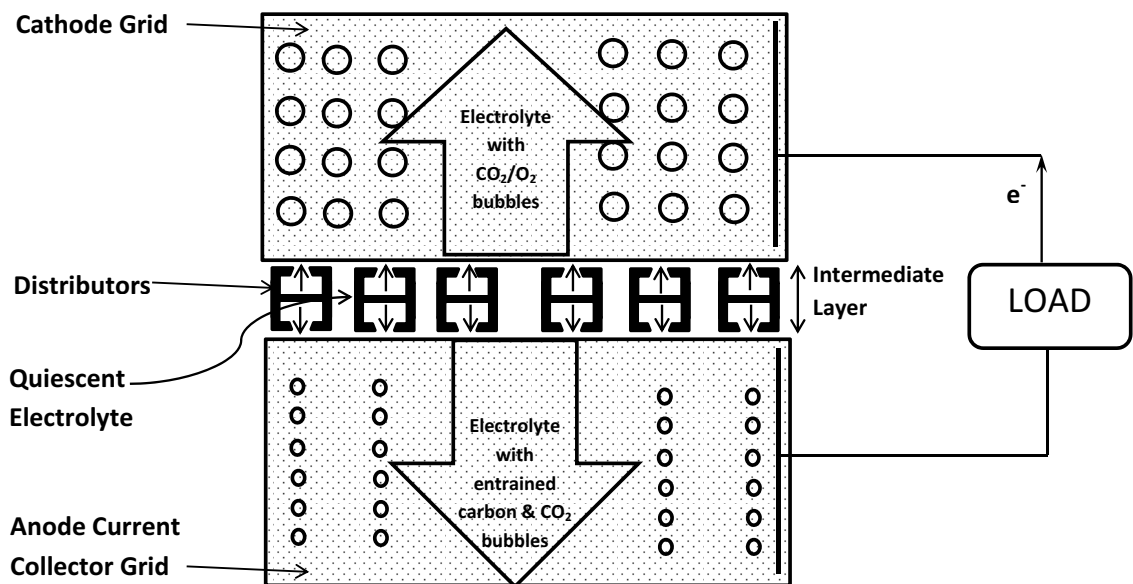 Cathode Grid
Electrolyte
with
CO₂/O₂
bubbles
e⁻
Distributors
Intermediate
Layer
LOAD
Quiescent
Electrolyte
Electrolyte
with
entrained
carbon & CO₂
bubbles
Anode Current
Collector Grid